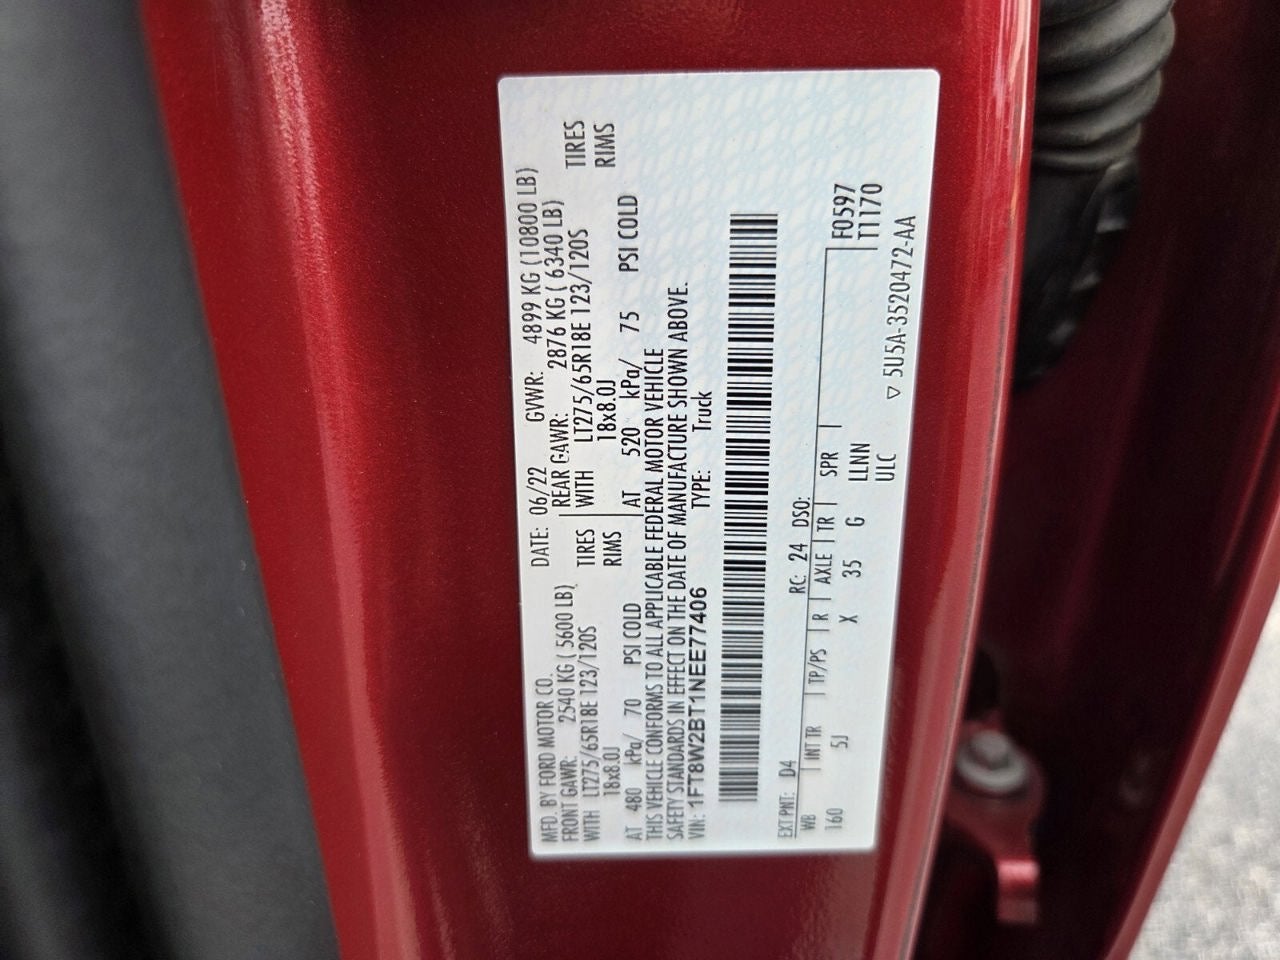 MFD. BY FORD MOTOR CO. DATE: 06/22 GVWR: 4899 KG (10800 LB)
FRONT GAWR: 2540 KG ( 5600 LB) REAR GAWR: 2876 KG ( 6340 LB)
WITH LT275/65R18E 123/120S TIRES WITH LT275/65R18E 123/120S TIRES
18x8.0J RIMS 18x8.0J RIMS
AT 480 kPa/ 70 PSI COLD AT 520 kPa/ 75 PSI COLD
THIS VEHICLE CONFORMS TO ALL APPLICABLE FEDERAL MOTOR VEHICLE
SAFETY STANDARDS IN EFFECT ON THE DATE OF MANUFACTURE SHOWN ABOVE.
VIN: 1FT8W2BT1NEE77406 TYPE: Truck
EXT PNT: D4 RC: 24 DSO:
WB INT TR TP/PS R AXLE TR SPR F0597
160 5J X 35 G LLNN T1170
ULC
▽ 5U5A-3520472-AA